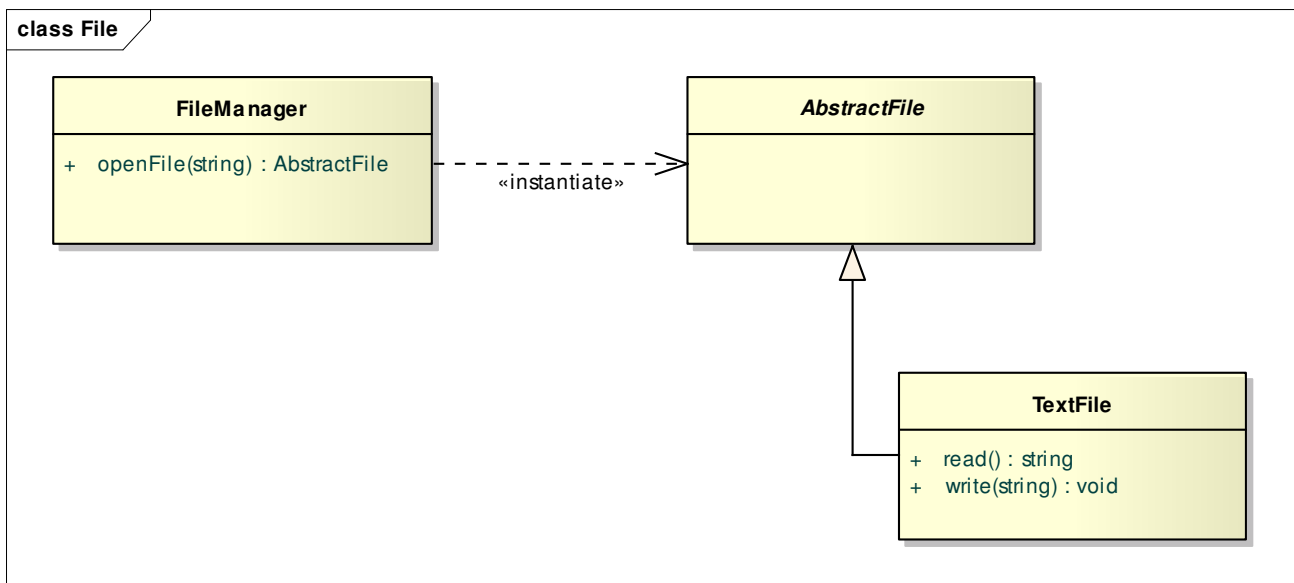 class File
FileManager
+ openFile(string) : AbstractFile
«instantiate»
AbstractFile
TextFile
+ read() : string
+ write(string) : void